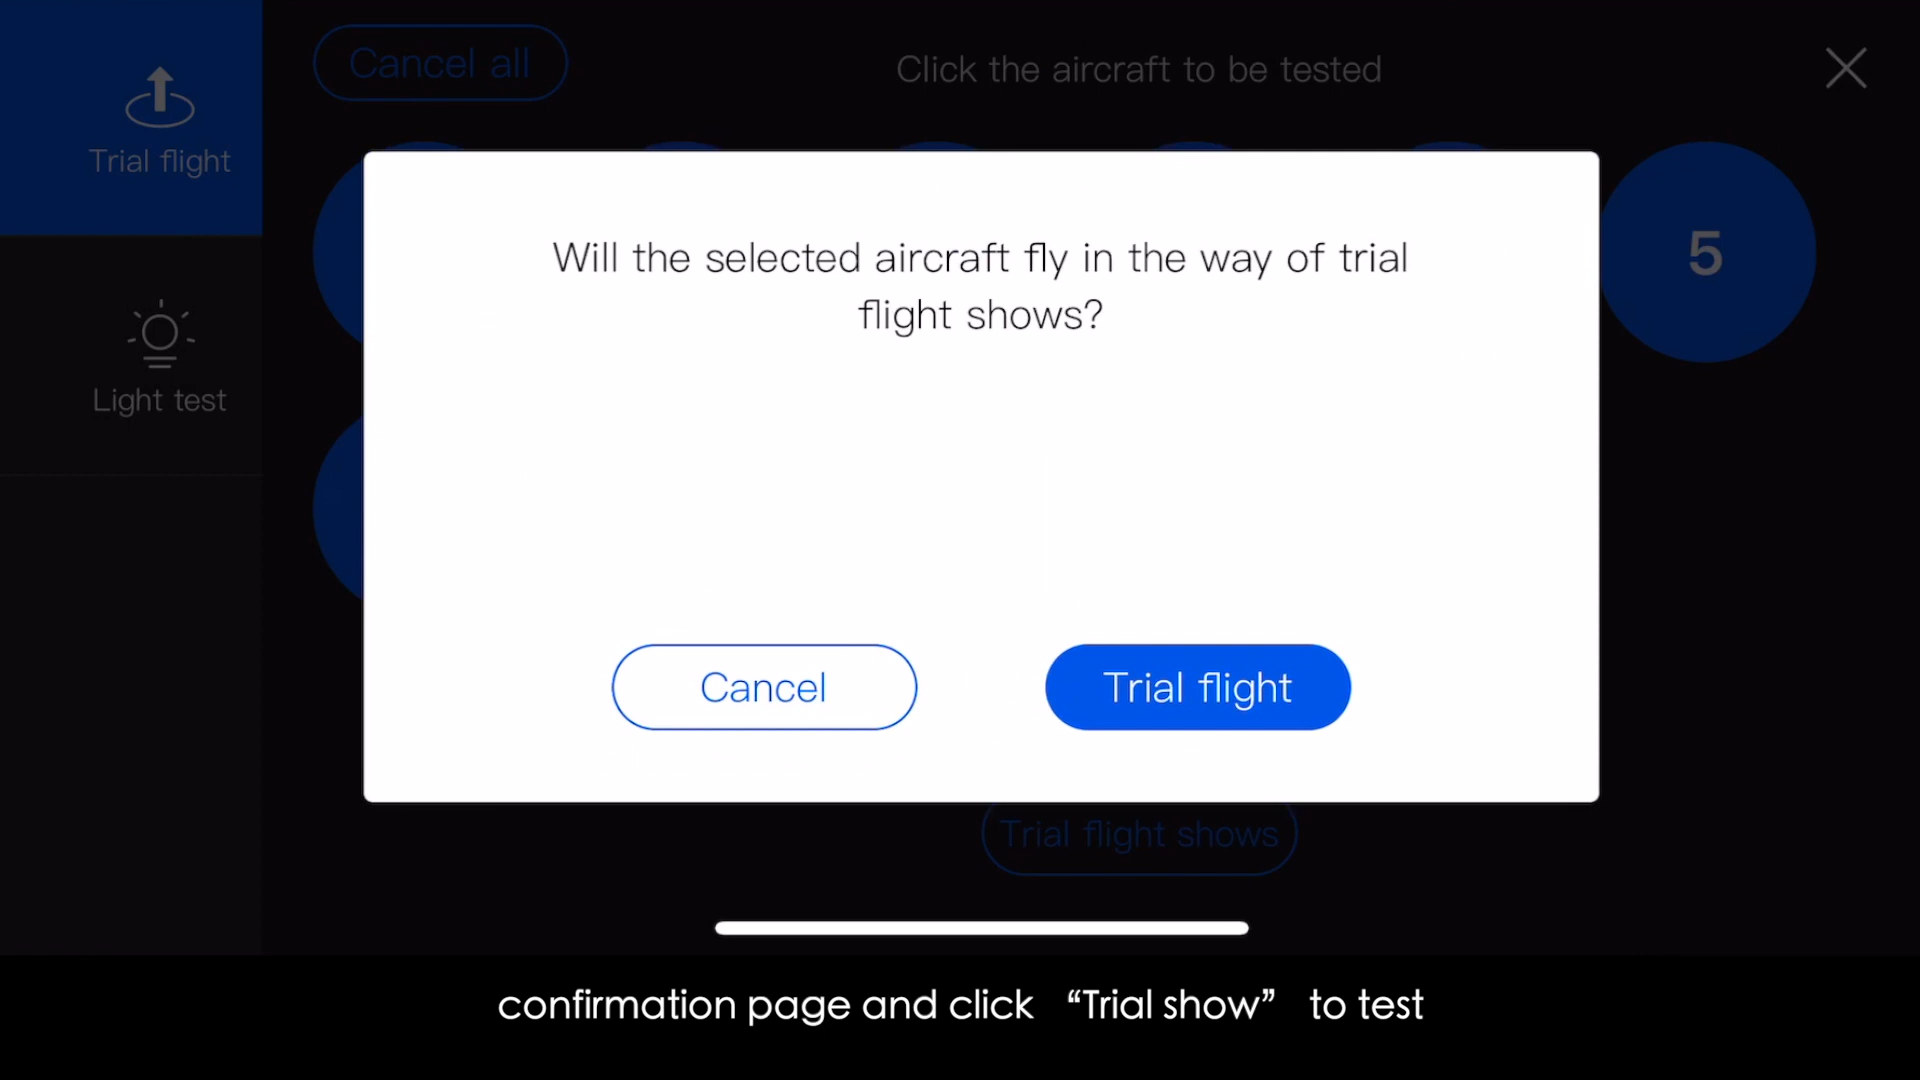 Cancel all
Click the aircraft to be tested
Trial flight
5
Light test
Will the selected aircraft fly in the way of trial
flight shows?
Cancel
Trial flight
Trial flight shows
confirmation page and click “Trial show” to test